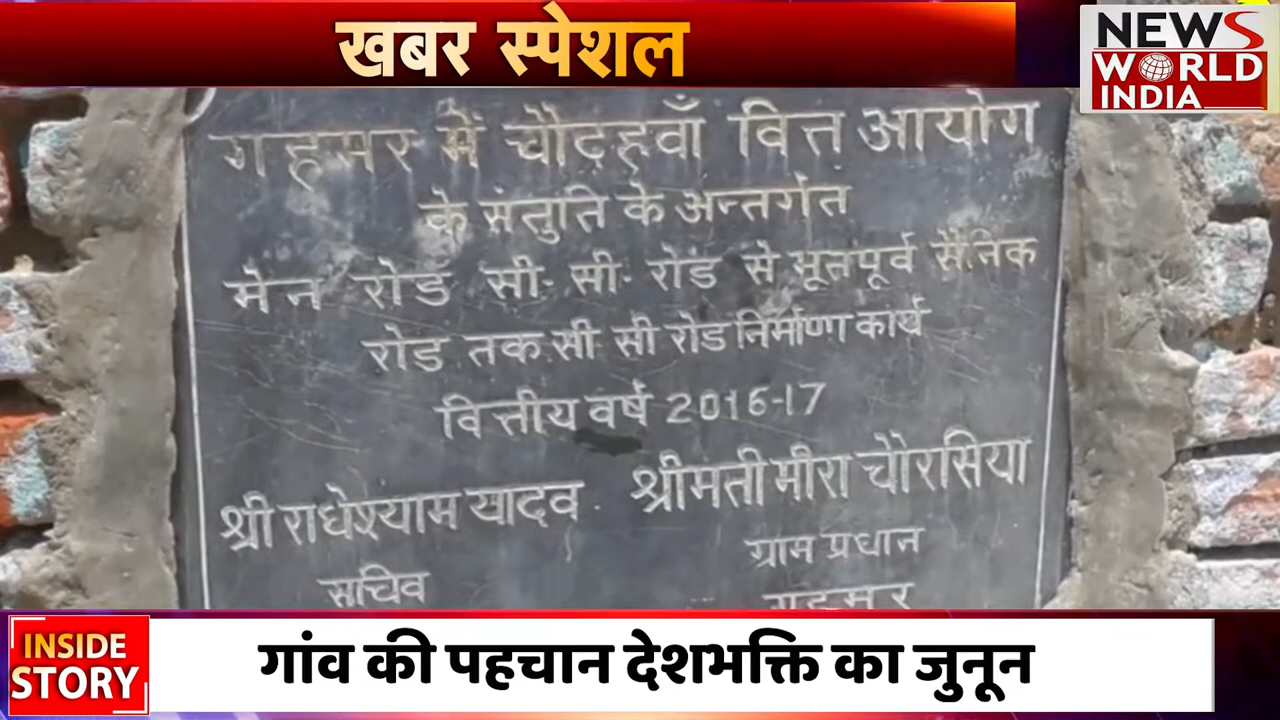 खबर स्पेशल
NEWS
WORLD
INDIA
गहमर में चौदहवाँ वित्त आयोग
के संतुति के अन्तर्गत
मेन रोड सी. सी. रोड से भूतपूर्व सैनिक
रोड तक सी सी रोड निर्माण कार्य
वित्तीय वर्ष 2016-17
श्री राधेश्याम यादव. श्रीमती मीरा चौरसिया
सचिव ग्राम प्रधान
गहमर
INSIDE
STORY
गांव की पहचान देशभक्ति का जुनून